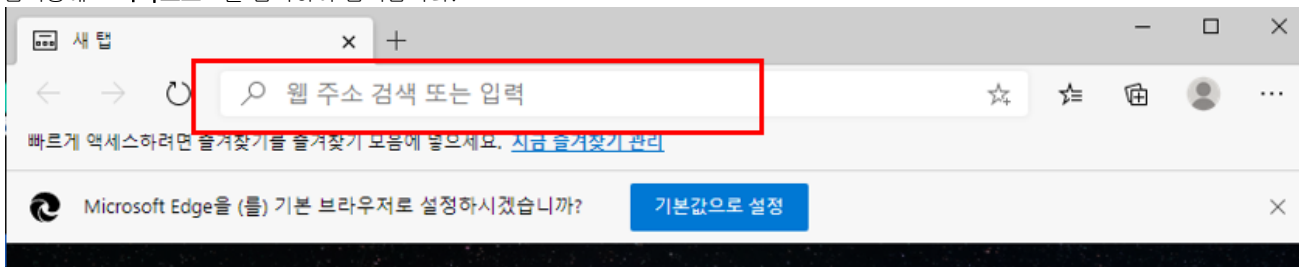 새 탭
웹 주소 검색 또는 입력
빠르게 액세스하려면 즐겨찾기를 즐겨찾기 모음에 넣으세요. 지금 즐겨찾기 관리
Microsoft Edge을 (를) 기본 브라우저로 설정하시겠습니까? 기본값으로 설정